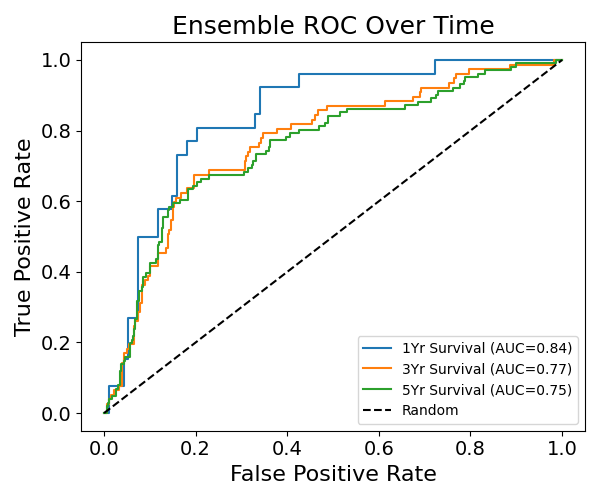 Ensemble ROC Over Time
True Positive Rate
1.0
0.8
0.6
0.4
0.2
0.0
0.0 0.2 0.4 0.6 0.8 1.0
False Positive Rate
1Yr Survival (AUC=0.84)
3Yr Survival (AUC=0.77)
5Yr Survival (AUC=0.75)
Random